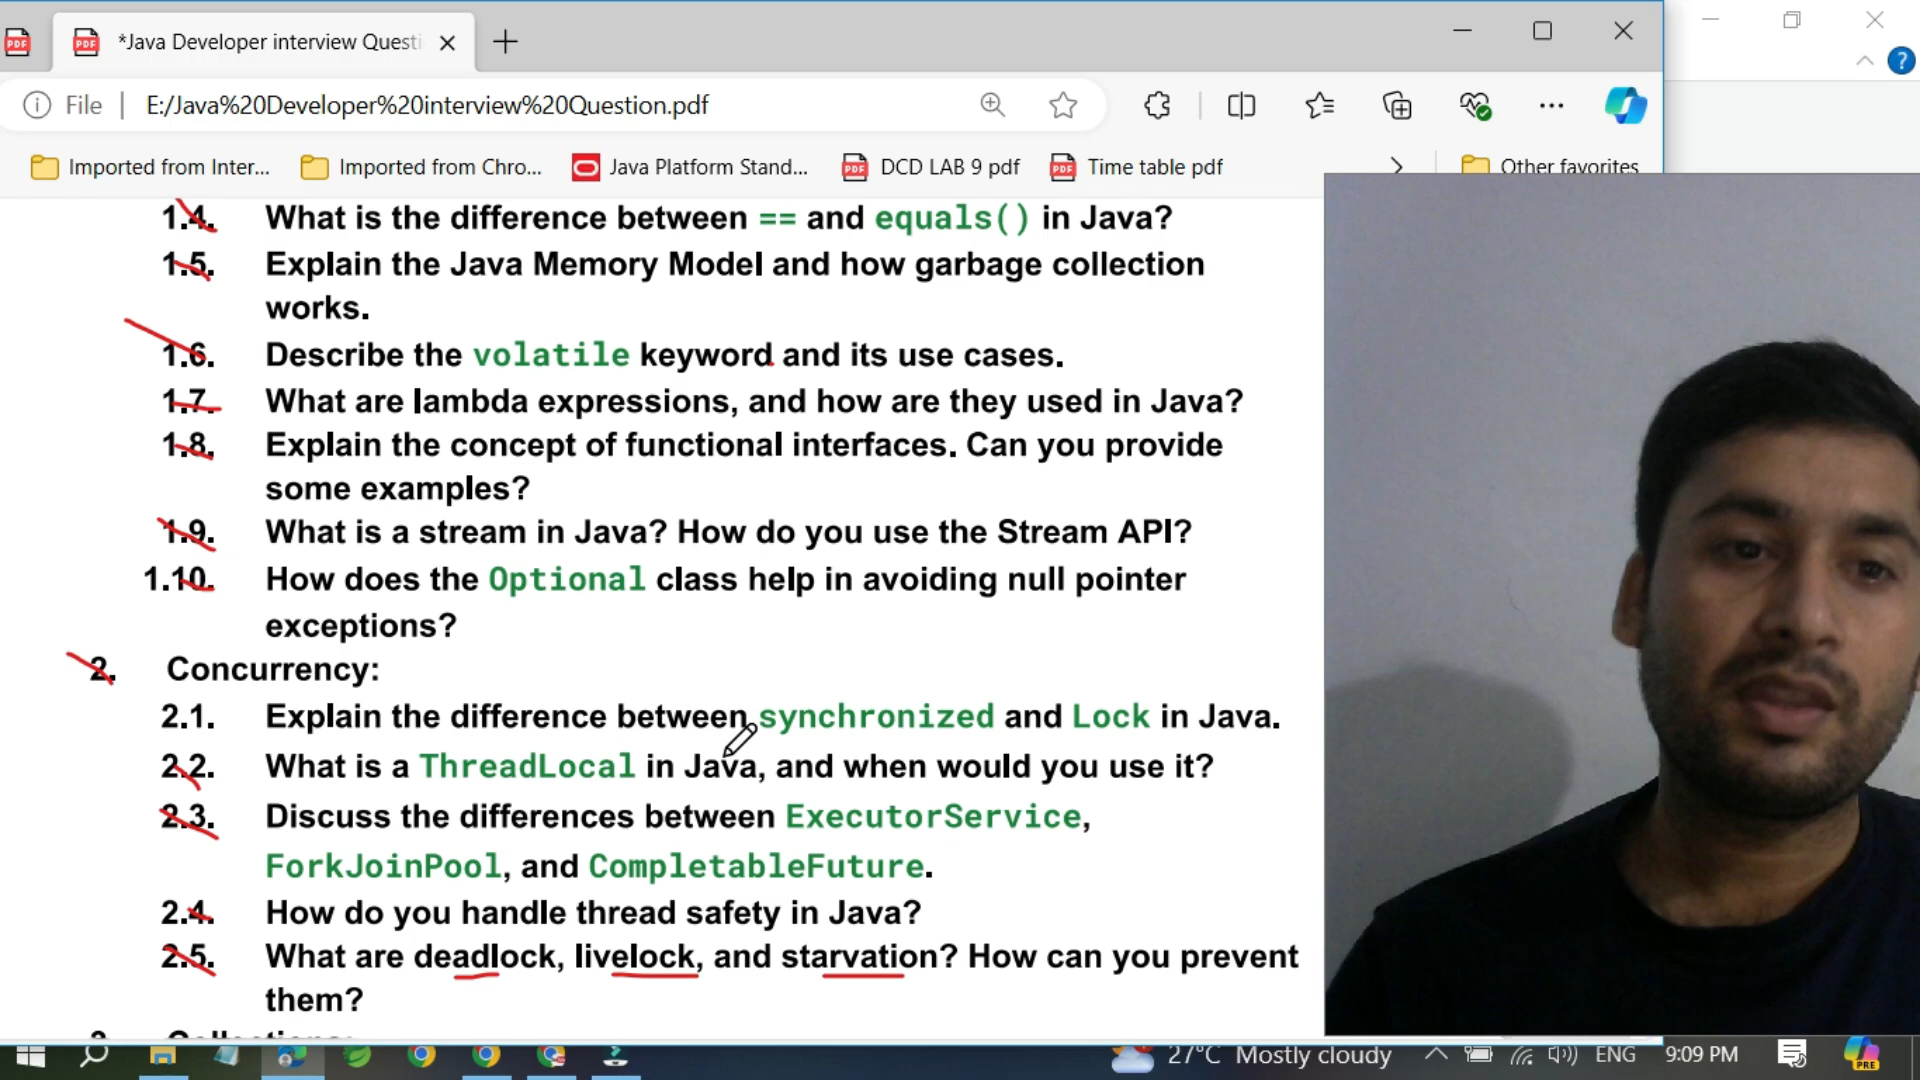 *Java Developer interview Questi
File
E:/Java%20Developer%20interview%20Question.pdf
Imported from Inter...
Imported from Chro...
Java Platform Stand...
PDF DCD LAB 9 pdf
PDF Time table pdf
Other favorites
1.4. What is the difference between == and equals() in Java?
1.5. Explain the Java Memory Model and how garbage collection
works.
1.6. Describe the volatile keyword and its use cases.
1.7. What are lambda expressions, and how are they used in Java?
1.8. Explain the concept of functional interfaces. Can you provide
some examples?
1.9. What is a stream in Java? How do you use the Stream API?
1.10. How does the Optional class help in avoiding null pointer
exceptions?
2. Concurrency:
2.1. Explain the difference between synchronized and Lock in Java.
2.2. What is a ThreadLocal in Java, and when would you use it?
2.3. Discuss the differences between ExecutorService,
ForkJoinPool, and CompletableFuture.
2.4. How do you handle thread safety in Java?
2.5. What are deadlock, livelock, and starvation? How can you prevent
them?
27°C Mostly cloudy
ENG
9:09 PM
PRE